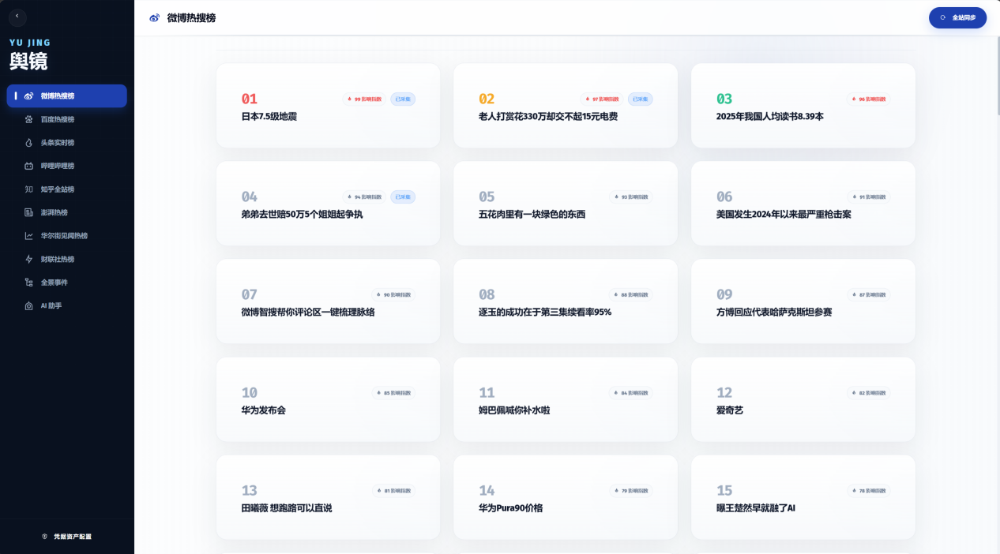 YU JING
舆镜
微博热搜榜
百度热搜榜
头条实时榜
哔哩哔哩榜
知乎全站榜
澎湃热榜
华尔街见闻热榜
财联社热榜
全景事件
AI 助手
凭据资产配置
微博热搜榜
全站同步
01
99 影响指数
已采集
日本7.5级地震
02
97 影响指数
已采集
老人打赏花330万却交不起15元电费
03
96 影响指数
2025年我国人均读书8.39本
04
94 影响指数
已采集
弟弟去世赔50万5个姐姐起争执
05
93 影响指数
五花肉里有一块绿色的东西
06
91 影响指数
美国发生2024年以来最严重枪击案
07
90 影响指数
微博智搜帮你评论区一键梳理脉络
08
88 影响指数
逐玉的成功在于第三集续看率95%
09
87 影响指数
方博回应代表哈萨克斯坦参赛
10
85 影响指数
华为发布会
11
84 影响指数
姆巴佩喊你补水啦
12
82 影响指数
爱奇艺
13
81 影响指数
田曦薇 想跑路可以直说
14
79 影响指数
华为Pura90价格
15
78 影响指数
曝王楚然早就融了AI